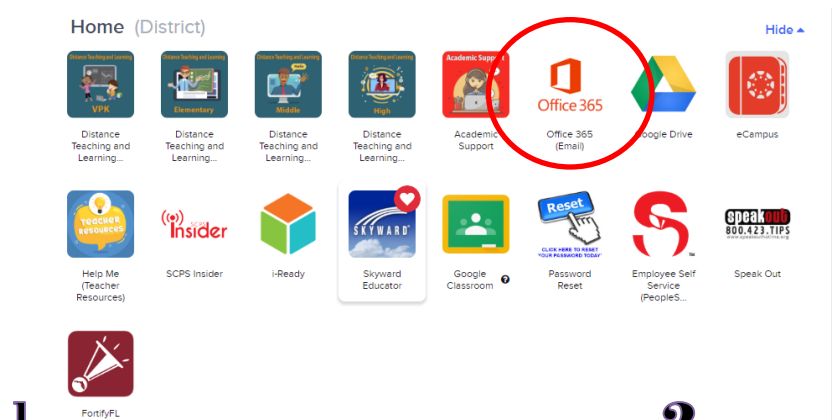 Home (District)
Hide
Distance Teaching and Learning
VPK
Distance
Teaching and
Learning...
Distance Teaching and Learning
Elementary
Distance
Teaching and
Learning...
Distance Teaching and Learning
Middle
Distance
Teaching and
Learning...
Distance Teaching and Learning
High
Distance
Teaching and
Learning...
Academic Support
Academic
Support
Office 365
Office 365
(Email)
Google Drive
eCampus
TEACHER
RESOURCES
Help Me
(Teacher
Resources)
SCPS
Insider
SCPS Insider
i-Ready
SKYWARD
Skyward
Educator
Google
Classroom
Reset
CLICK HERE TO RESET
YOUR PASSWORD TODAY
Password
Reset
Employee Self
Service
(PeopleS...
speakout
800.423.TIPS
Speak Out
FortifyFL
1